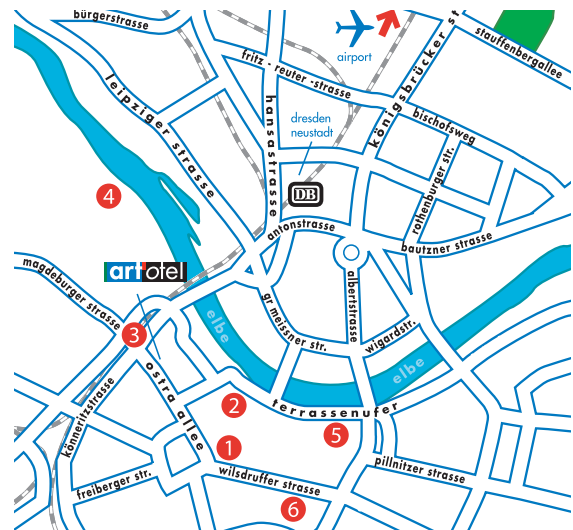 bürgerstrasse
airport
stauffenbergallee
fritz - reuter -strasse
königsbrücker st
leipziger strasse
hansastrasse
dresden
neustadt
bischofsweg
rothenburger str.
4
DB
antonstrasse
bautzner strasse
magdeburger strasse
art'otel
albertstrasse
gr meissner str.
wigardstr.
elbe
elbe
3
ostra allee
könneritzstrasse
2
terrassenufer
5
1
wilsdruffer strasse
pillnitzer strasse
freiberger str.
6